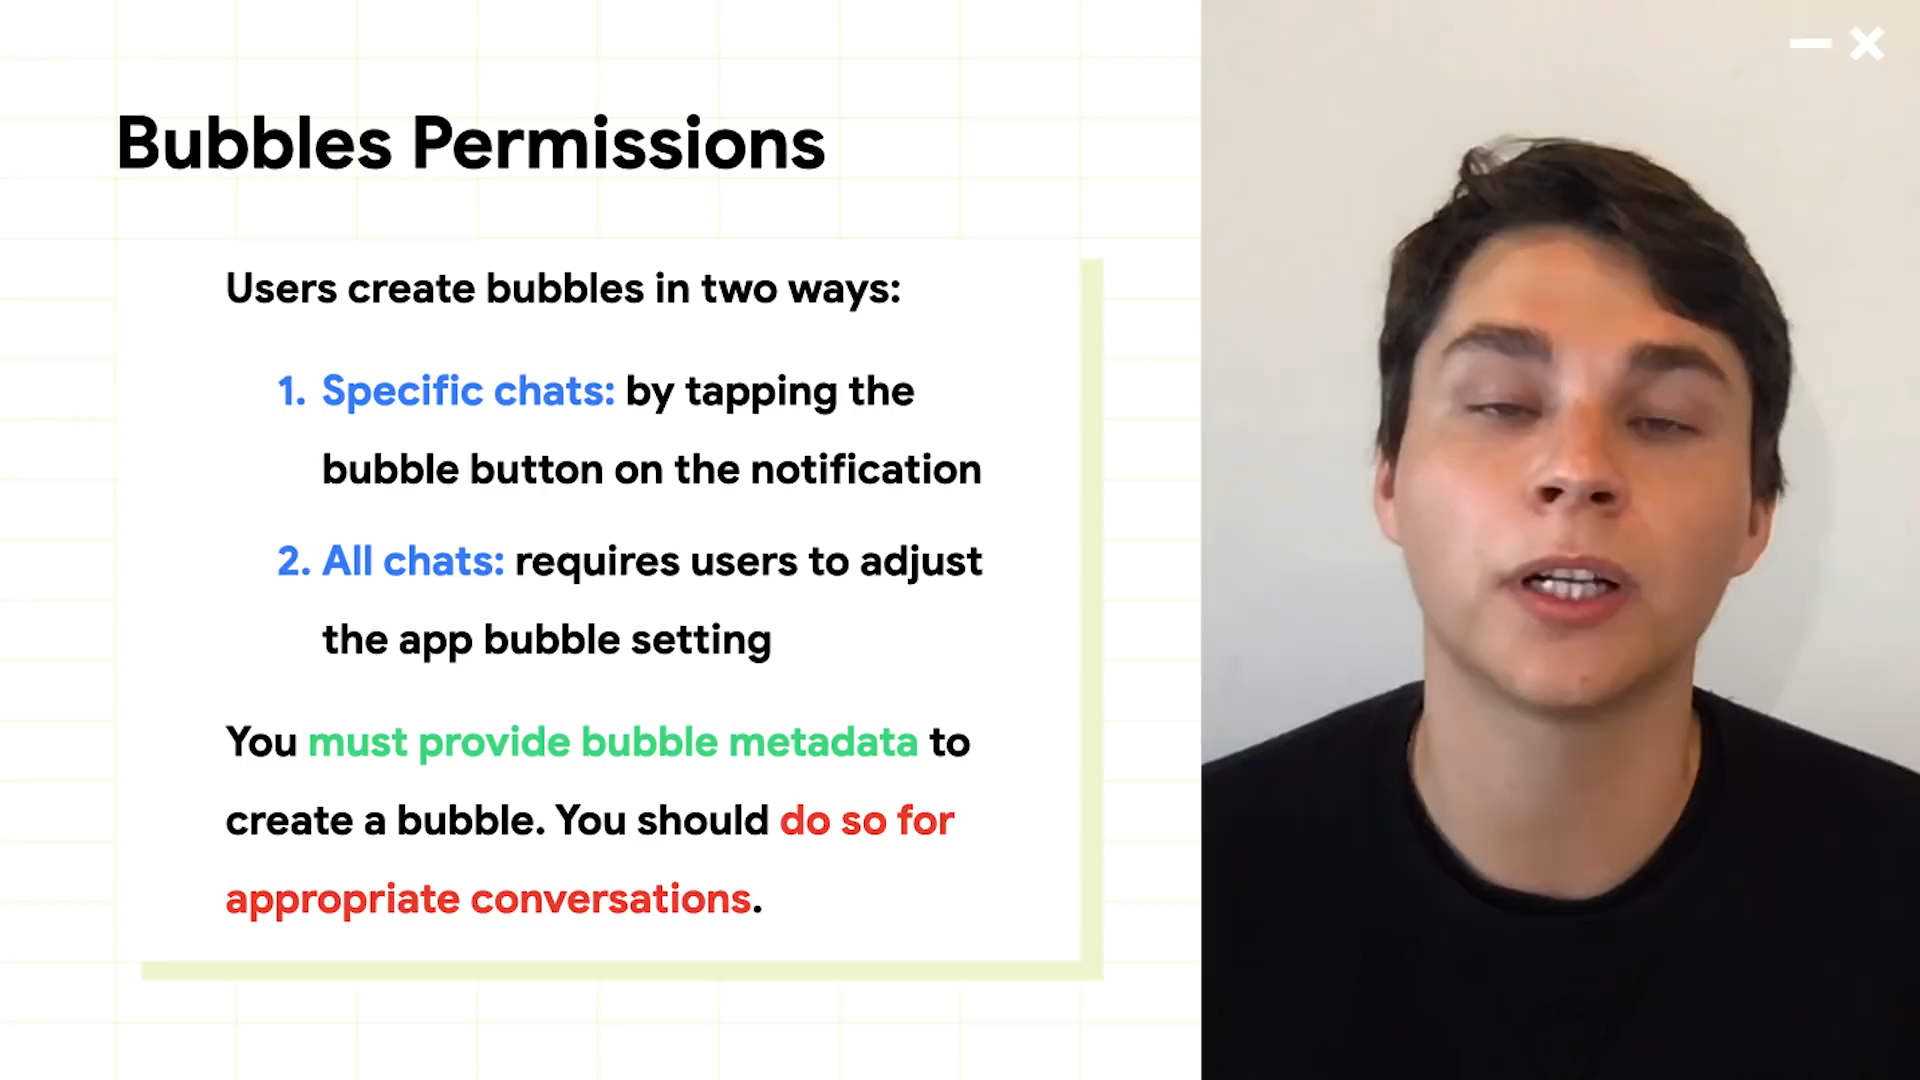 Bubbles Permissions
Users create bubbles in two ways:
1. Specific chats: by tapping the
bubble button on the notification
2. All chats: requires users to adjust
the app bubble setting
You must provide bubble metadata to
create a bubble. You should do so for
appropriate conversations.